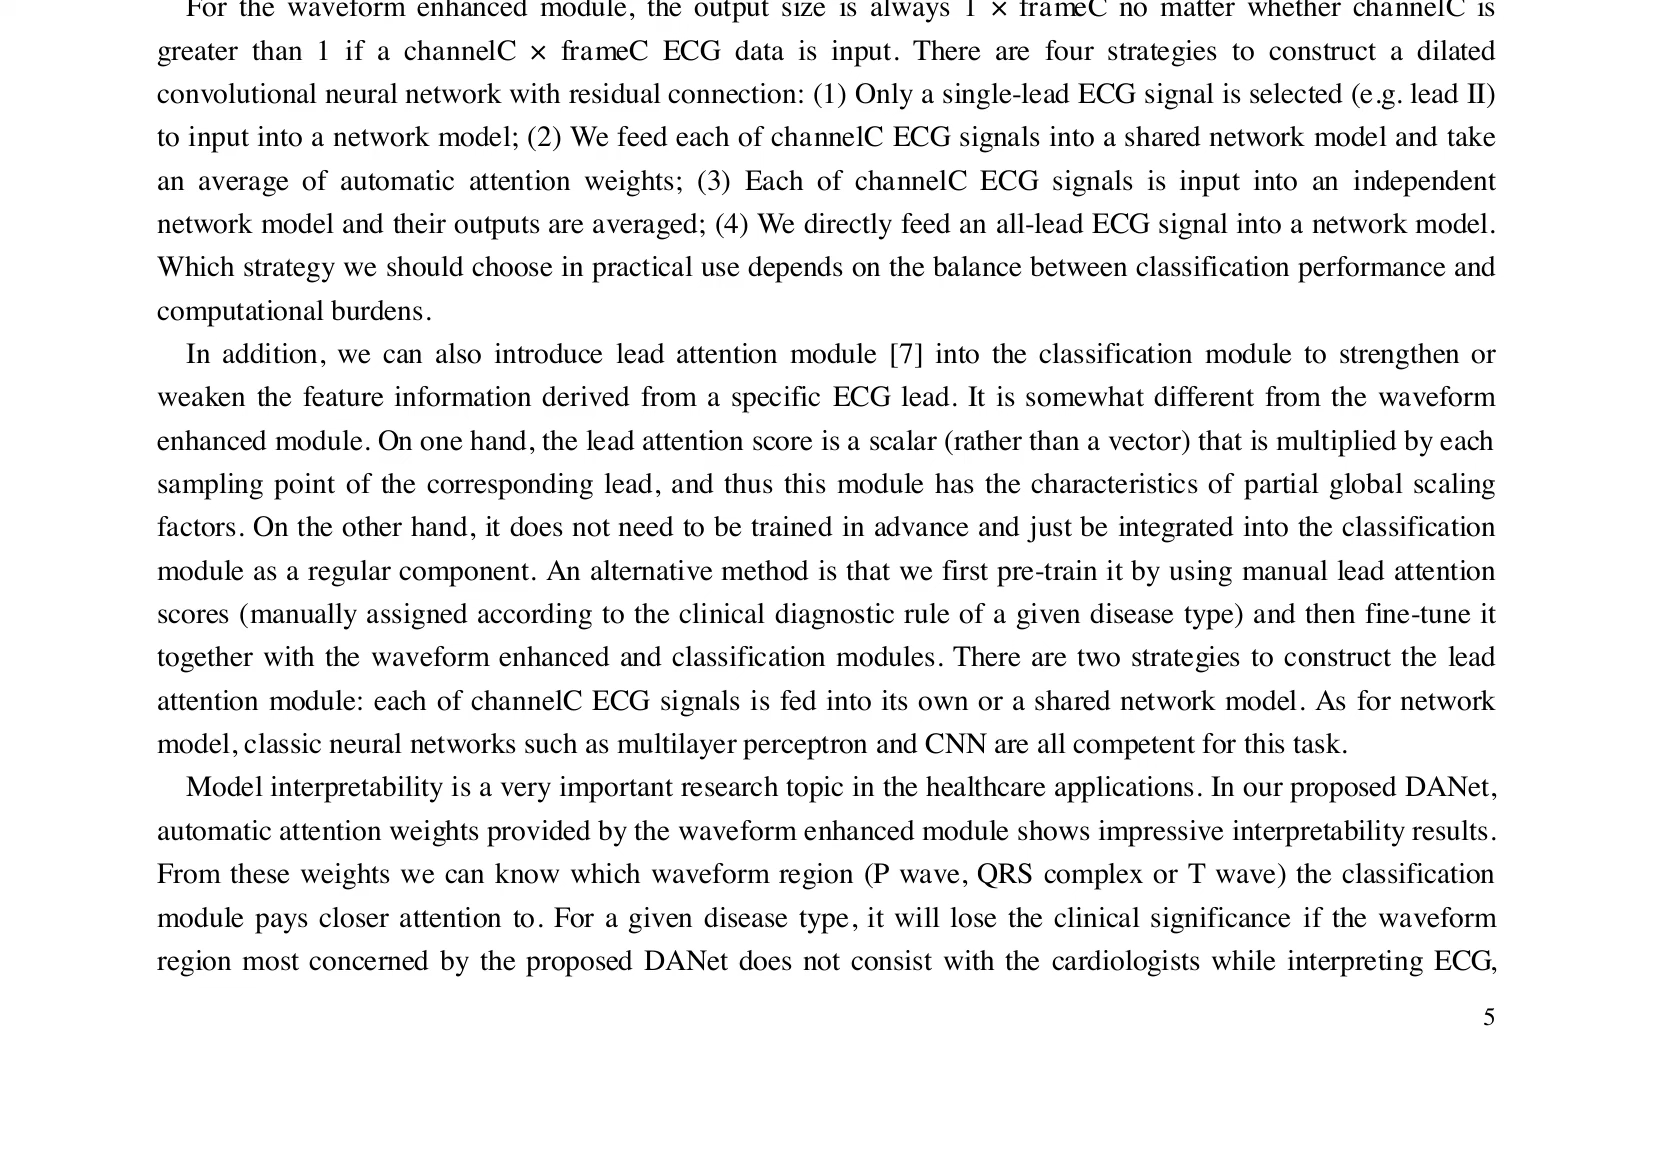 For the waveform enhanced module, the output size is always 1 × frameC no matter whether channelC is
greater than 1 if a channelC × frameC ECG data is input. There are four strategies to construct a dilated
convolutional neural network with residual connection: (1) Only a single-lead ECG signal is selected (e.g. lead II)
to input into a network model; (2) We feed each of channelC ECG signals into a shared network model and take
an average of automatic attention weights; (3) Each of channelC ECG signals is input into an independent
network model and their outputs are averaged; (4) We directly feed an all-lead ECG signal into a network model.
Which strategy we should choose in practical use depends on the balance between classification performance and
computational burdens.
In addition, we can also introduce lead attention module [7] into the classification module to strengthen or
weaken the feature information derived from a specific ECG lead. It is somewhat different from the waveform
enhanced module. On one hand, the lead attention score is a scalar (rather than a vector) that is multiplied by each
sampling point of the corresponding lead, and thus this module has the characteristics of partial global scaling
factors. On the other hand, it does not need to be trained in advance and just be integrated into the classification
module as a regular component. An alternative method is that we first pre-train it by using manual lead attention
scores (manually assigned according to the clinical diagnostic rule of a given disease type) and then fine-tune it
together with the waveform enhanced and classification modules. There are two strategies to construct the lead
attention module: each of channelC ECG signals is fed into its own or a shared network model. As for network
model, classic neural networks such as multilayer perceptron and CNN are all competent for this task.
Model interpretability is a very important research topic in the healthcare applications. In our proposed DANet,
automatic attention weights provided by the waveform enhanced module shows impressive interpretability results.
From these weights we can know which waveform region (P wave, QRS complex or T wave) the classification
module pays closer attention to. For a given disease type, it will lose the clinical significance if the waveform
region most concerned by the proposed DANet does not consist with the cardiologists while interpreting ECG,
5